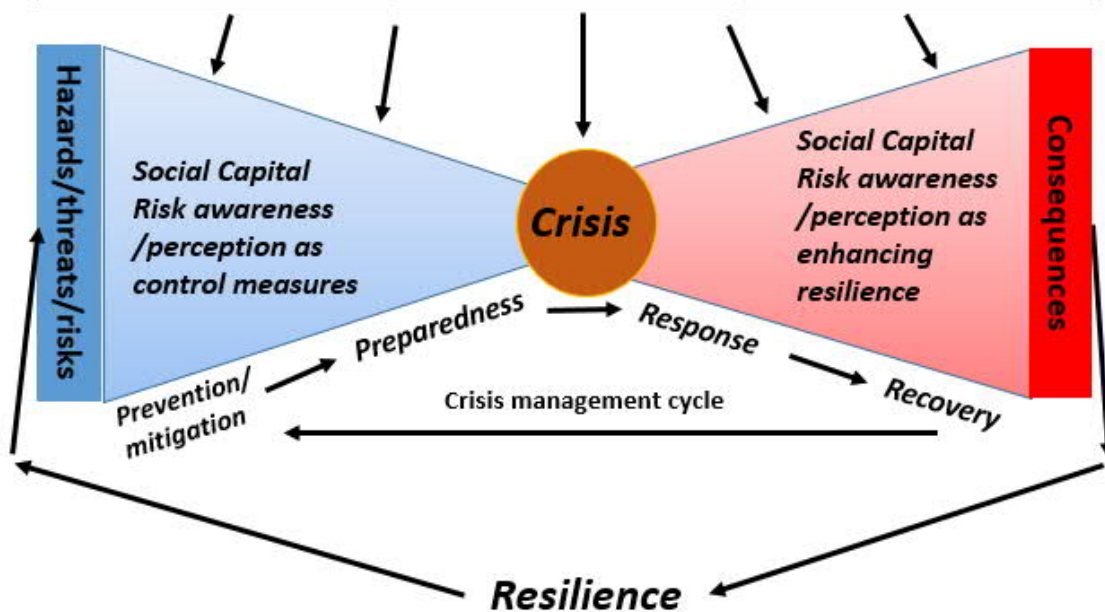 Hazards/threats/risks
Social Capital
Risk awareness
/perception as
control measures
Crisis
Social Capital
Risk awareness
/perception as
enhancing
resilience
Consequences
Prevention/
mitigation
Preparedness
Response
Recovery
Crisis management cycle
Resilience